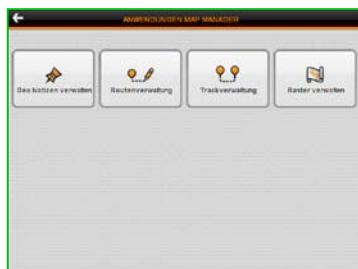 ANWENDUNGEN MAP MANAGER
Geo Notizen verwalten
Routenverwaltung
Trackverwaltung
Raster verwalten